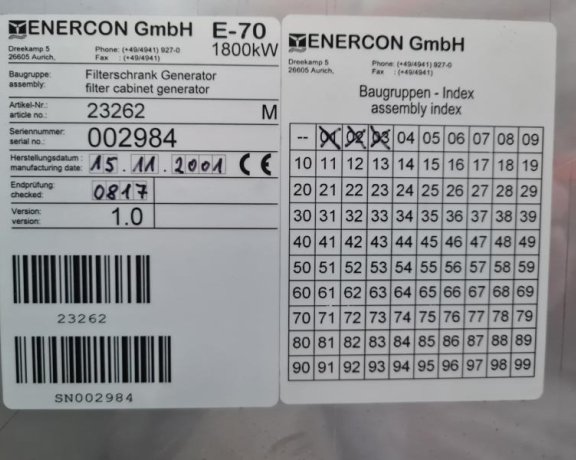 ENERCON GmbH E-70
Dreekamp 5 Phone: (+49/4941) 927-0 1800kW
26605 Aurich, Fax : (+49/4941)
Baugruppe: Filterschrank Generator
assembly: filter cabinet generator
Artikel-Nr.: 23262 M
article no.:
Seriennummer: 002984
serial no.:
Herstellungsdatum : 15.11.2001 CE
manufacturing date:
Endprüfung: 0817
checked:
Version: 1.0
version:
23262
SN002984
ENERCON GmbH
Dreekamp 5 Phone: (+49/4941) 927-0
26605 Aurich, Fax : (+49/4941)
Baugruppen - Index
assembly index
-- 01 02 03 04 05 06 07 08 09
10 11 12 13 14 15 16 17 18 19
20 21 22 23 24 25 26 27 28 29
30 31 32 33 34 35 36 37 38 39
40 41 42 43 44 45 46 47 48 49
50 51 52 53 54 55 56 57 58 59
60 61 62 63 64 65 66 67 68 69
70 71 72 73 74 75 76 77 78 79
80 81 82 83 84 85 86 87 88 89
90 91 92 93 94 95 96 97 98 99